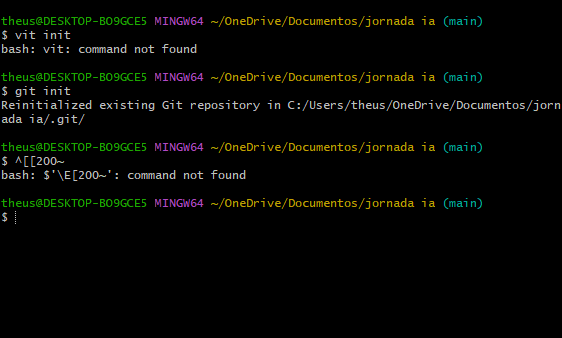 theus@DESKTOP-BO9GCE5 MINGW64 ~/OneDrive/Documentos/jornada ia (main)
$ vit init
bash: vit: command not found
theus@DESKTOP-BO9GCE5 MINGW64 ~/OneDrive/Documentos/jornada ia (main)
$ git init
Reinitialized existing Git repository in C:/Users/theus/OneDrive/Documentos/jor
nada ia/.git/
theus@DESKTOP-BO9GCE5 MINGW64 ~/OneDrive/Documentos/jornada ia (main)
$ ^[[200~
bash: $'\E[200~': command not found
theus@DESKTOP-BO9GCE5 MINGW64 ~/OneDrive/Documentos/jornada ia (main)
$